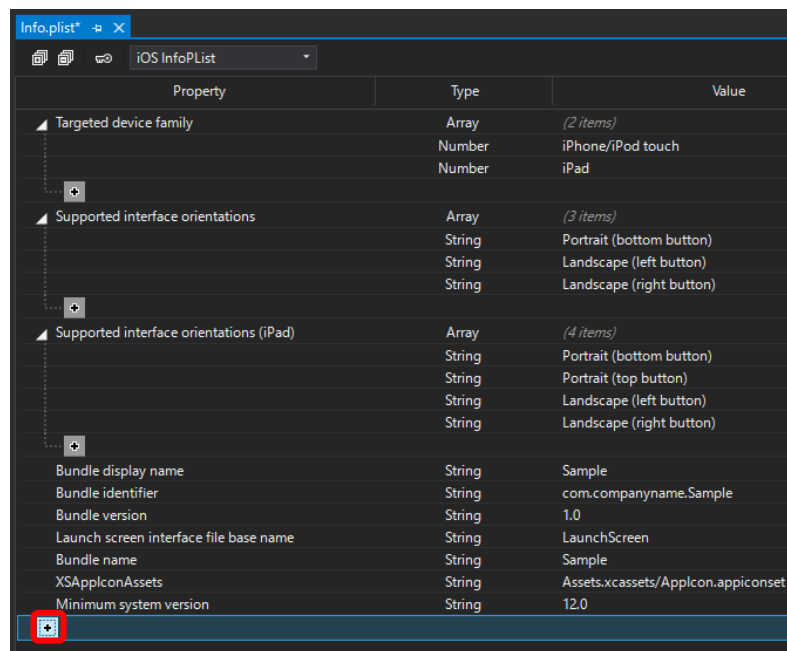 Info.plist*
iOS InfoPList
Property Type Value
Targeted device family Array (2 items)
Number iPhone/iPod touch
Number iPad
Supported interface orientations Array (3 items)
String Portrait (bottom button)
String Landscape (left button)
String Landscape (right button)
Supported interface orientations (iPad) Array (4 items)
String Portrait (bottom button)
String Portrait (top button)
String Landscape (left button)
String Landscape (right button)
Bundle display name String Sample
Bundle identifier String com.companyname.Sample
Bundle version String 1.0
Launch screen interface file base name String LaunchScreen
Bundle name String Sample
XSAppIconAssets String Assets.xcassets/AppIcon.appiconset
Minimum system version String 12.0